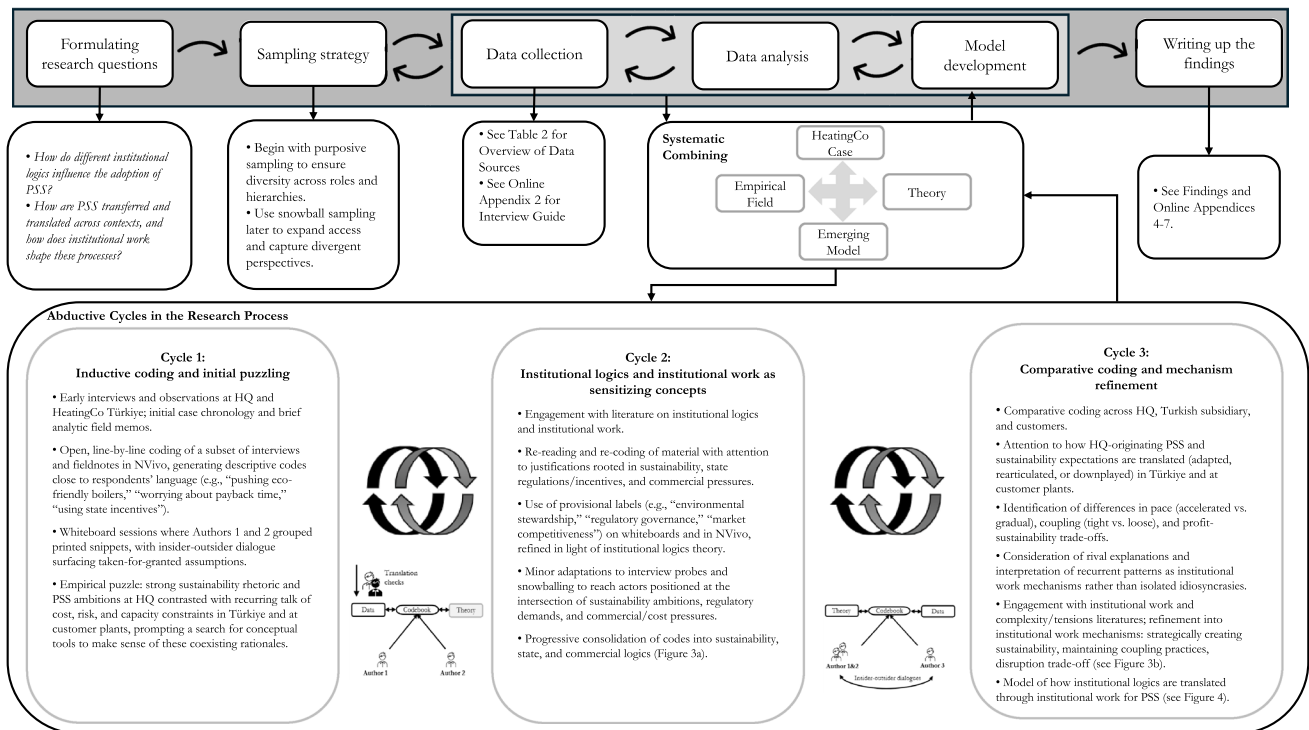 Formulating
research questions
Sampling strategy
Data collection
Data analysis
Model
development
Writing up the
findings
• How do different institutional
logics influence the adoption of
PSS?
• How are PSS transferred and
translated across contexts, and
how does institutional work
shape these processes?
• Begin with purposive
sampling to ensure
diversity across roles and
hierarchies.
• Use snowball sampling
later to expand access
and capture divergent
perspectives.
• See Table 2 for
Overview of Data
Sources
• See Online
Appendix 2 for
Interview Guide
Systematic
Combining
HeatingCo
Case
Empirical
Field
Theory
Emerging
Model
• See Findings and
Online Appendices
4-7.
Abductive Cycles in the Research Process
Cycle 1:
Inductive coding and initial puzzling
• Early interviews and observations at HQ and
HeatingCo Türkiye; initial case chronology and brief
analytic field memos.
• Open, line-by-line coding of a subset of interviews
and fieldnotes in NVivo, generating descriptive codes
close to respondents' language (e.g., “pushing eco-
friendly boilers,” “worrying about payback time,”
“using state incentives”).
• Whiteboard sessions where Authors 1 and 2 grouped
printed snippets, with insider-outsider dialogue
surfacing taken-for-granted assumptions.
• Empirical puzzle: strong sustainability rhetoric and
PSS ambitions at HQ contrasted with recurring talk of
cost, risk, and capacity constraints in Türkiye and at
customer plants, prompting a search for conceptual
tools to make sense of these coexisting rationales.
Translation
checks
Data
Codebook
Theory
Author 1
Author 2
Cycle 2:
Institutional logics and institutional work as
sensitizing concepts
• Engagement with literature on institutional logics
and institutional work.
• Re-reading and re-coding of material with attention
to justifications rooted in sustainability, state
regulations/incentives, and commercial pressures.
• Use of provisional labels (e.g., “environmental
stewardship,” “regulatory governance,” “market
competitiveness”) on whiteboards and in NVivo,
refined in light of institutional logics theory.
• Minor adaptations to interview probes and
snowballing to reach actors positioned at the
intersection of sustainability ambitions, regulatory
demands, and commercial/cost pressures.
• Progressive consolidation of codes into sustainability,
state, and commercial logics (Figure 3a).
Theory
Codebook
Data
Author 1&2
Author 3
Insider-outsider dialogues
Cycle 3:
Comparative coding and mechanism
refinement
• Comparative coding across HQ, Turkish subsidiary,
and customers.
• Attention to how HQ-originating PSS and
sustainability expectations are translated (adapted,
rearticulated, or downplayed) in Türkiye and at
customer plants.
• Identification of differences in pace (accelerated vs.
gradual), coupling (tight vs. loose), and profit-
sustainability trade-offs.
• Consideration of rival explanations and
interpretation of recurrent patterns as institutional
work mechanisms rather than isolated idiosyncrasies.
• Engagement with institutional work and
complexity/tensions literatures; refinement into
institutional work mechanisms: strategically creating
sustainability, maintaining coupling practices,
disruption trade-off (see Figure 3b).
• Model of how institutional logics are translated
through institutional work for PSS (see Figure 4).